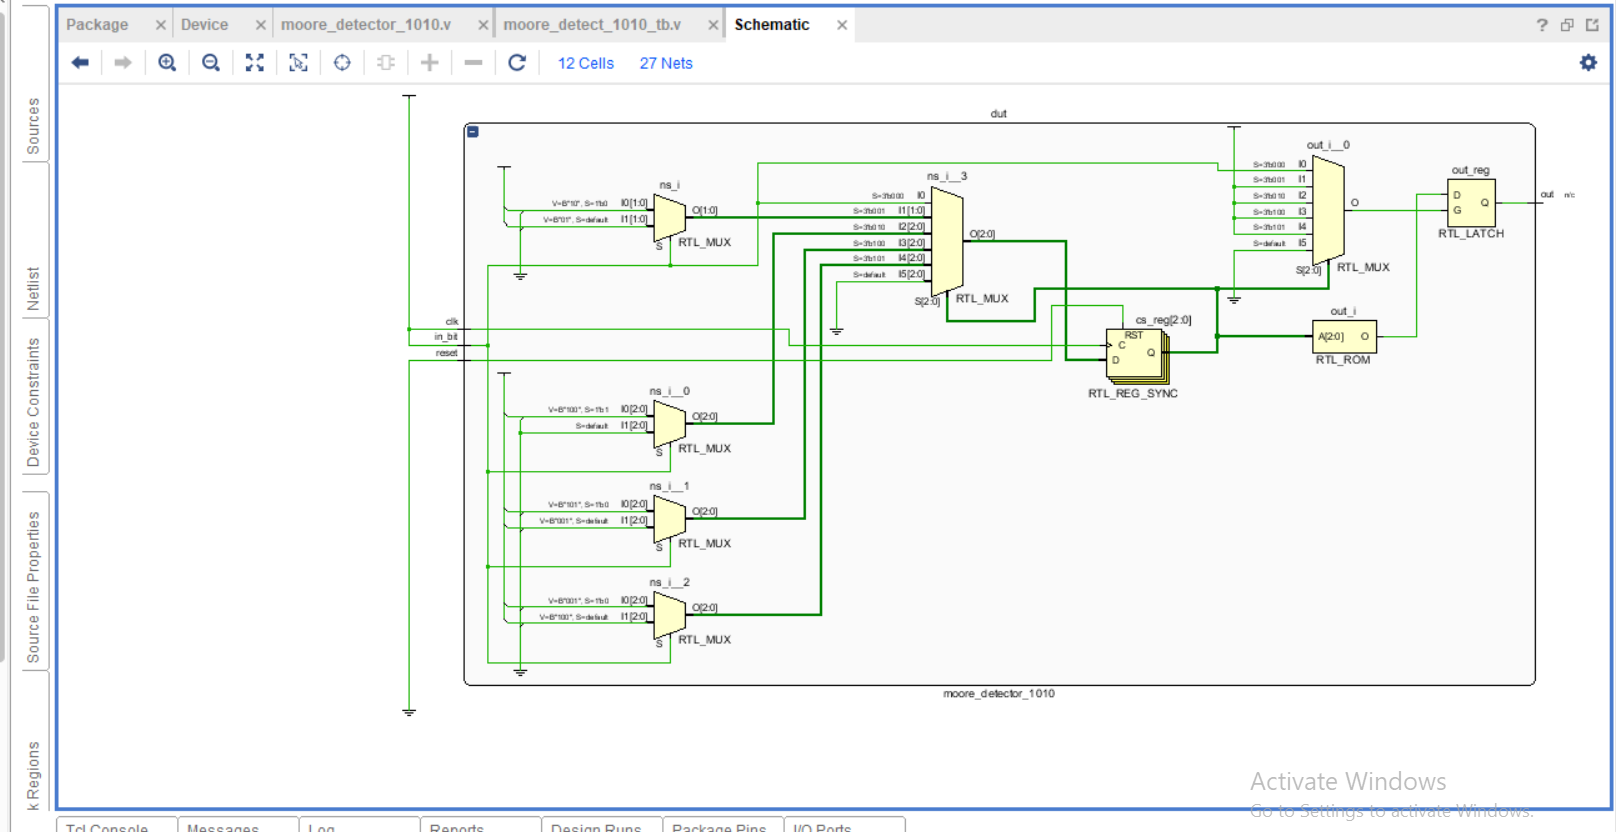 Package × Device × moore_detector_1010.v × moore_detect_1010_tb.v × Schematic × ?
12 Cells 27 Nets
Sources
Netlist
Device Constraints
Source File Properties
k Regions
dut
ns_i
V=B"10", S=1'b0 I0[1:0]
V=B"01", S=default I1[1:0]
O[1:0]
S
RTL_MUX
ns_i__3
S=3'b000 I0
S=3'b001 I1[1:0]
S=3'b010 I2[2:0]
S=3'b100 I3[2:0]
S=3'b101 I4[2:0]
S=default I5[2:0]
O[2:0]
S[2:0]
RTL_MUX
out_i__0
S=3'b000 I0
S=3'b001 I1
S=3'b010 I2
S=3'b100 I3
S=3'b101 I4
S=default I5
O
S[2:0]
RTL_MUX
out_reg
D
G
Q
RTL_LATCH
out n/c
clk
in_bit
reset
cs_reg[2:0]
RST
C
D
Q
RTL_REG_SYNC
out_i
A[2:0] O
RTL_ROM
ns_i__0
V=B"100", S=1'b1 I0[2:0]
S=default I1[2:0]
O[2:0]
S
RTL_MUX
ns_i__1
V=B"101", S=1'b0 I0[2:0]
V=B"001", S=default I1[2:0]
O[2:0]
S
RTL_MUX
ns_i__2
V=B"001", S=1'b0 I0[2:0]
V=B"100", S=default I1[2:0]
O[2:0]
S
RTL_MUX
moore_detector_1010
Activate Windows
Go to Settings to activate Windows.
Tcl Console Messages Log Reports Design Runs Package Pins I/O Ports